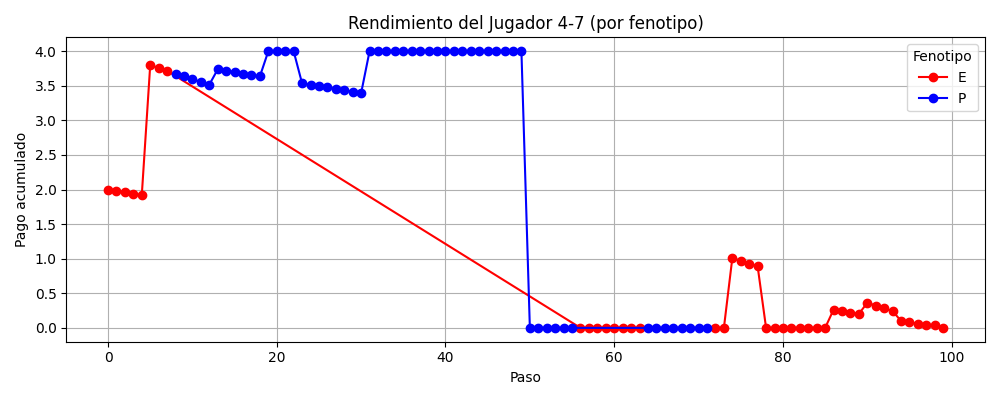 Rendimiento del Jugador 4-7 (por fenotipo)
Pago acumulado
4.0
3.5
3.0
2.5
2.0
1.5
1.0
0.5
0.0
Fenotipo
E
P
0 20 40 60 80 100
Paso